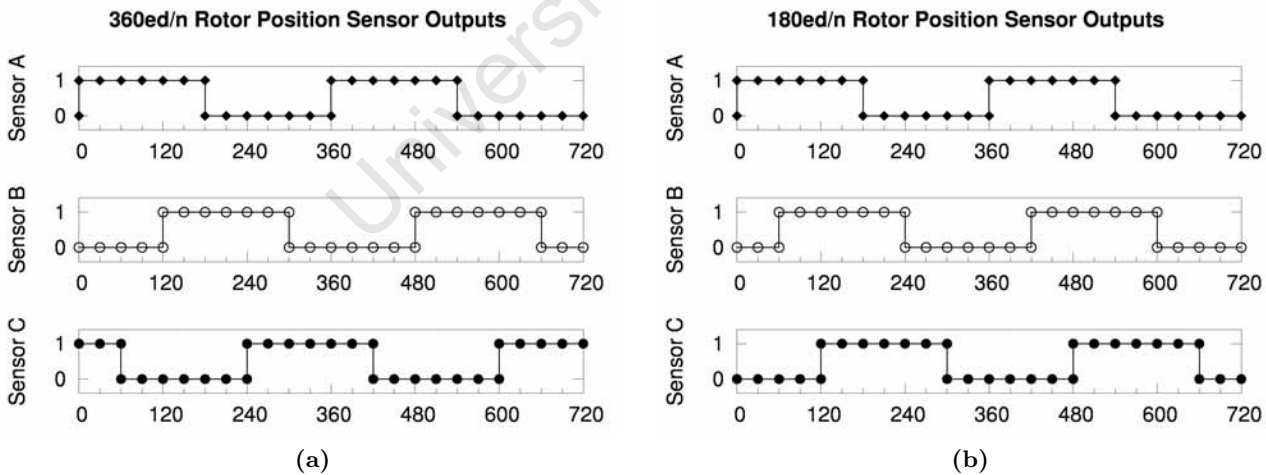 360ed/n Rotor Position Sensor Outputs
Sensor A
1
0
0 120 240 360 480 600 720
Sensor B
1
0
0 120 240 360 480 600 720
Sensor C
1
0
0 120 240 360 480 600 720
(a)
180ed/n Rotor Position Sensor Outputs
Sensor A
1
0
0 120 240 360 480 600 720
Sensor B
1
0
0 120 240 360 480 600 720
Sensor C
1
0
0 120 240 360 480 600 720
(b)
Universi